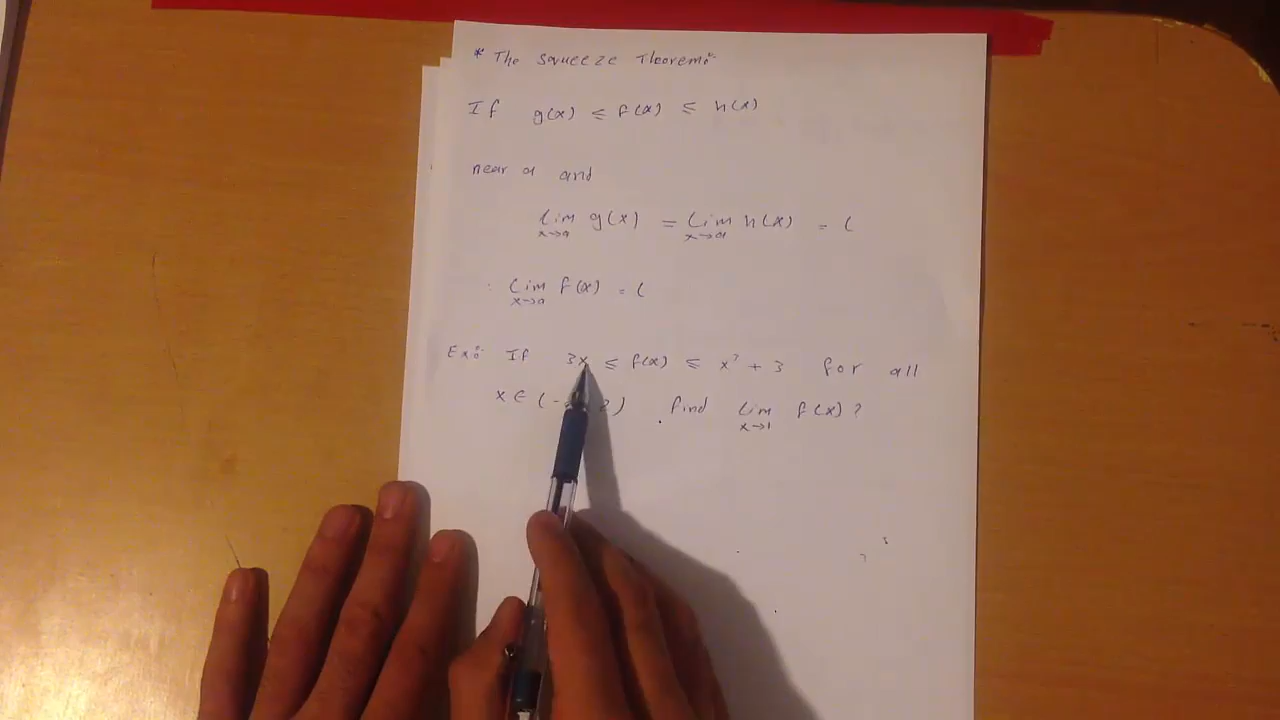 * The squeeze Theorem:
If g(x) ≤ f(x) ≤ h(x)
near a and
lim x→a g(x) = lim x→a h(x) = L
lim x→a f(x) = L
Ex: If 3x ≤ f(x) ≤ x³ + 3 for all
x ∈ (- 2) find lim x→1 f(x)?